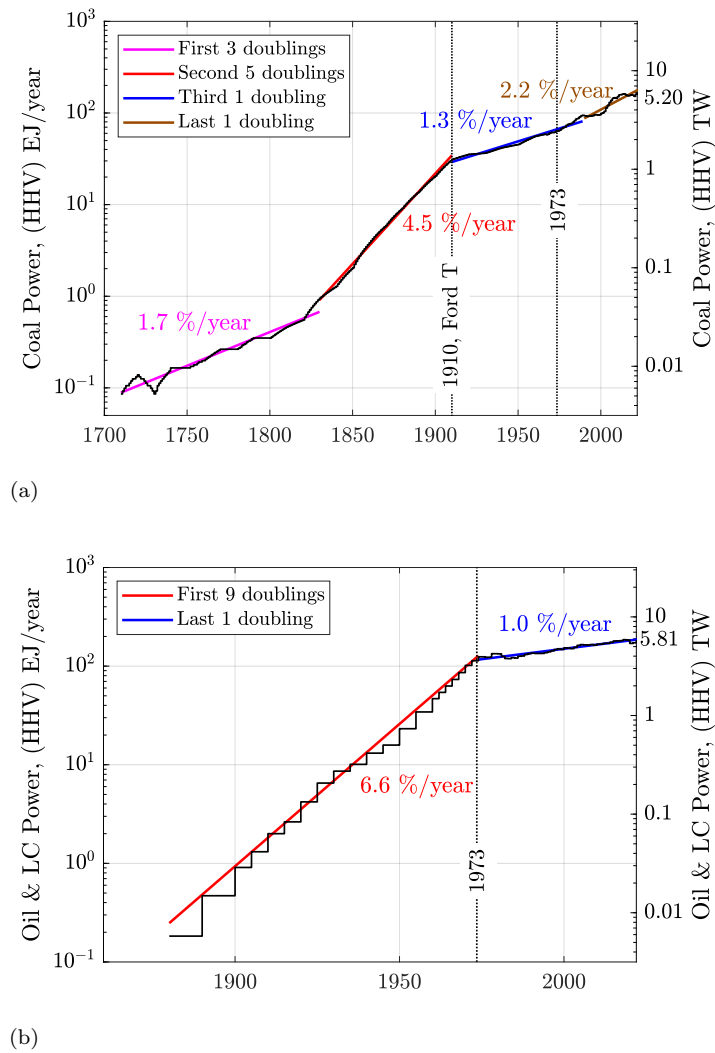 First 3 doublings
Second 5 doublings
Third 1 doubling
Last 1 doubling
10³
10²
10¹
10⁰
10⁻¹
Coal Power, (HHV) EJ/year
1.7 %/year
4.5 %/year
1.3 %/year
2.2 %/year
1910, Ford T
1973
10
5.20
1
0.1
0.01
Coal Power, (HHV) TW
1700 1750 1800 1850 1900 1950 2000
(a)
First 9 doublings
Last 1 doubling
10³
10²
10¹
10⁰
10⁻¹
Oil & LC Power, (HHV) EJ/year
6.6 %/year
1.0 %/year
1973
10
5.81
1
0.1
0.01
Oil & LC Power, (HHV) TW
1900 1950 2000
(b)